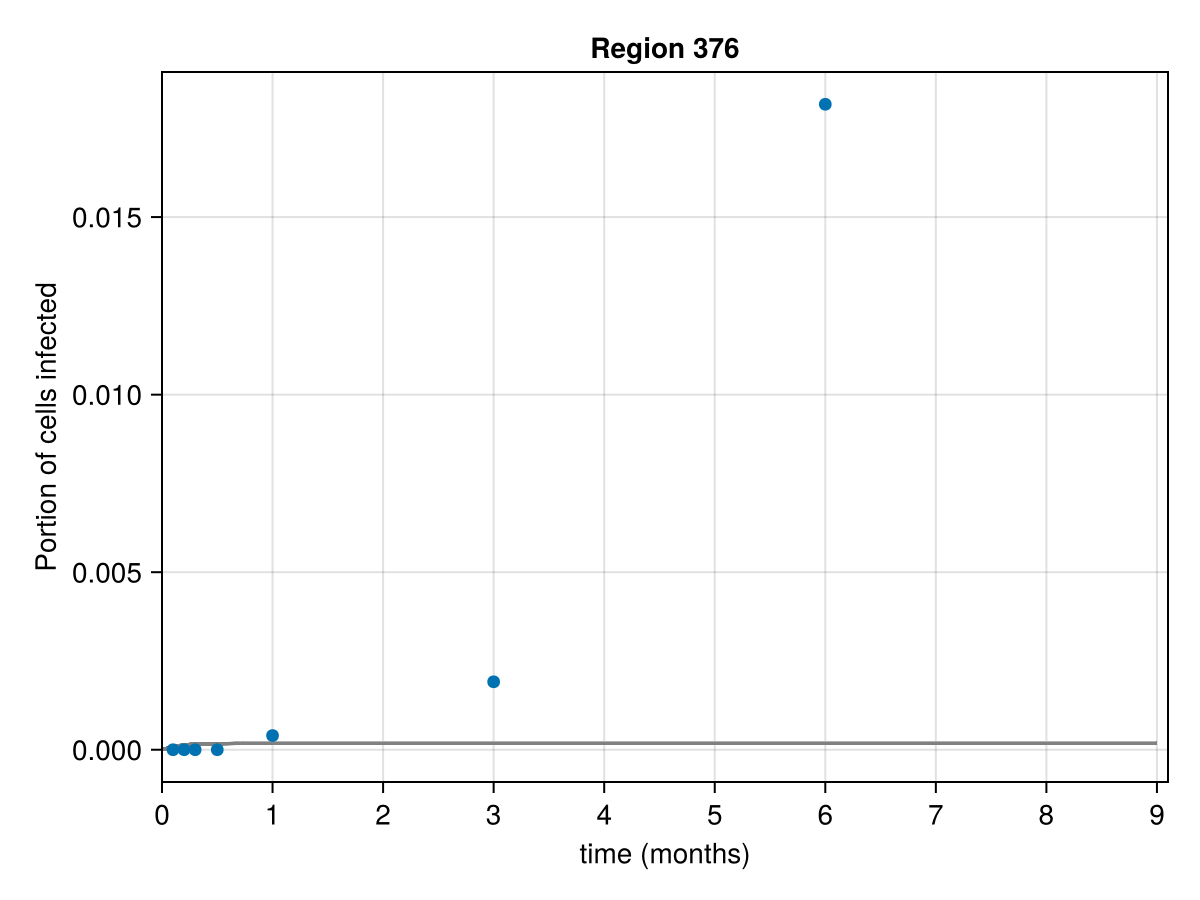 Region 376
Portion of cells infected
0.015
0.010
0.005
0.000
0 1 2 3 4 5 6 7 8 9
time (months)